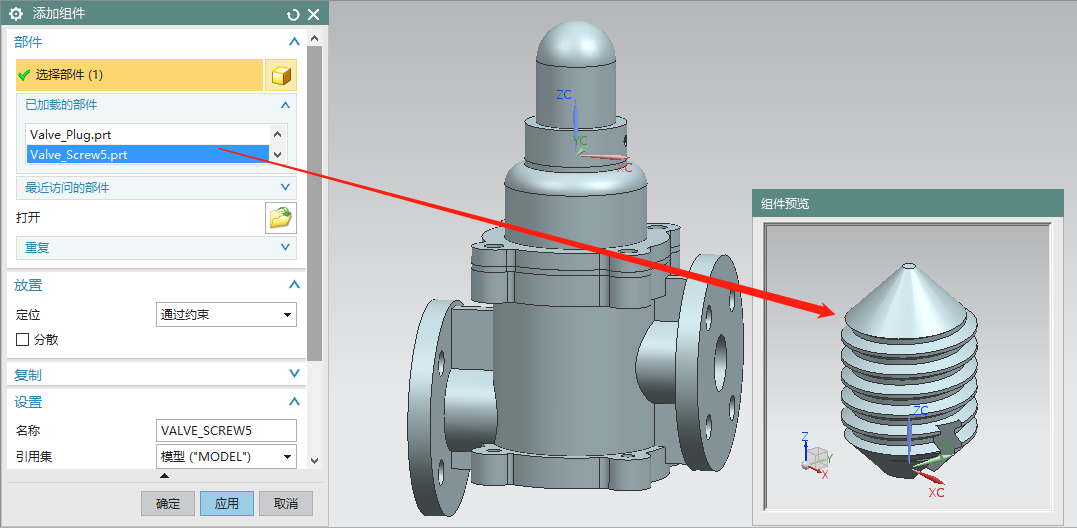 添加组件
部件
选择部件 (1)
已加载的部件
Valve_Plug.prt
Valve_Screw5.prt
最近访问的部件
打开
重复
放置
定位
通过约束
分散
复制
设置
名称
VALVE_SCREW5
引用集
模型 ("MODEL")
确定
应用
取消
ZC
YC
XC
组件预览
ZC
XC
Z
Y
X